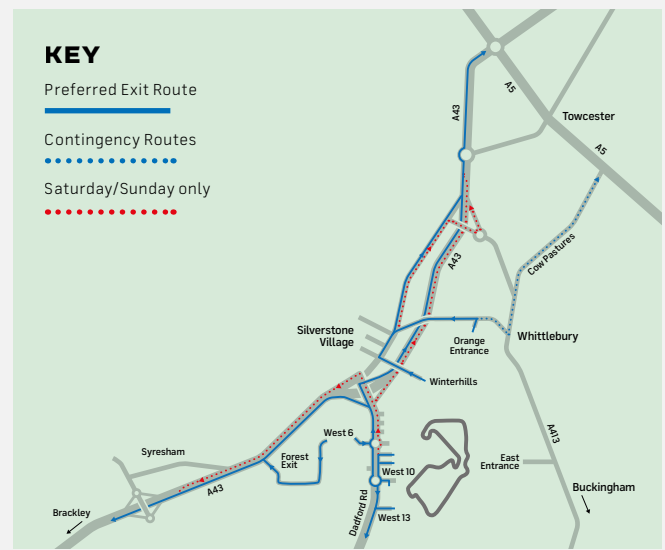 KEY
Preferred Exit Route
Contingency Routes
Saturday/Sunday only
A43
A5
Towcester
A5
Cow Pastures
A43
Silverstone
Village
Orange
Entrance
Whittlebury
Winterhills
West 6
Syresham
Forest
Exit
West 10
East
Entrance
A413
Buckingham
A43
Brackley
Dadford Rd
West 13